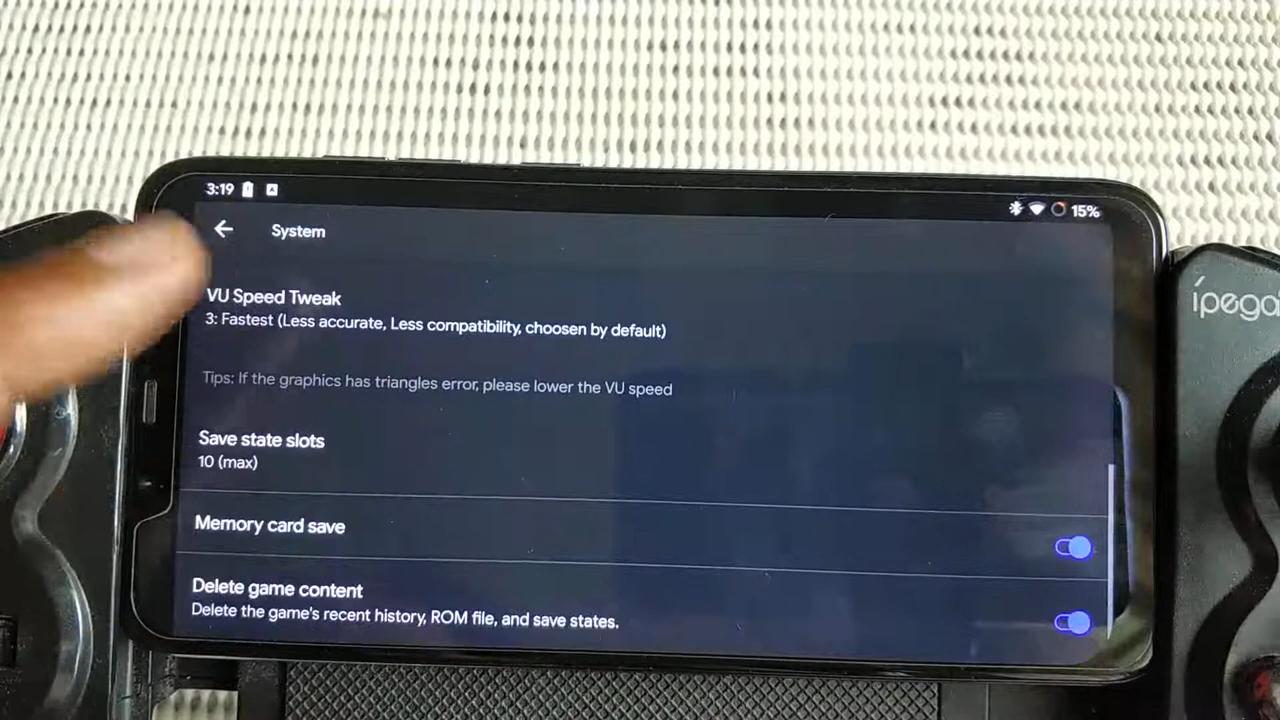 3:19
15%
System
VU Speed Tweak
3: Fastest (Less accurate, Less compatibility, choosen by default)
Tips: If the graphics has triangles error, please lower the VU speed
Save state slots
10 (max)
Memory card save
Delete game content
Delete the game's recent history, ROM file, and save states.
ípega